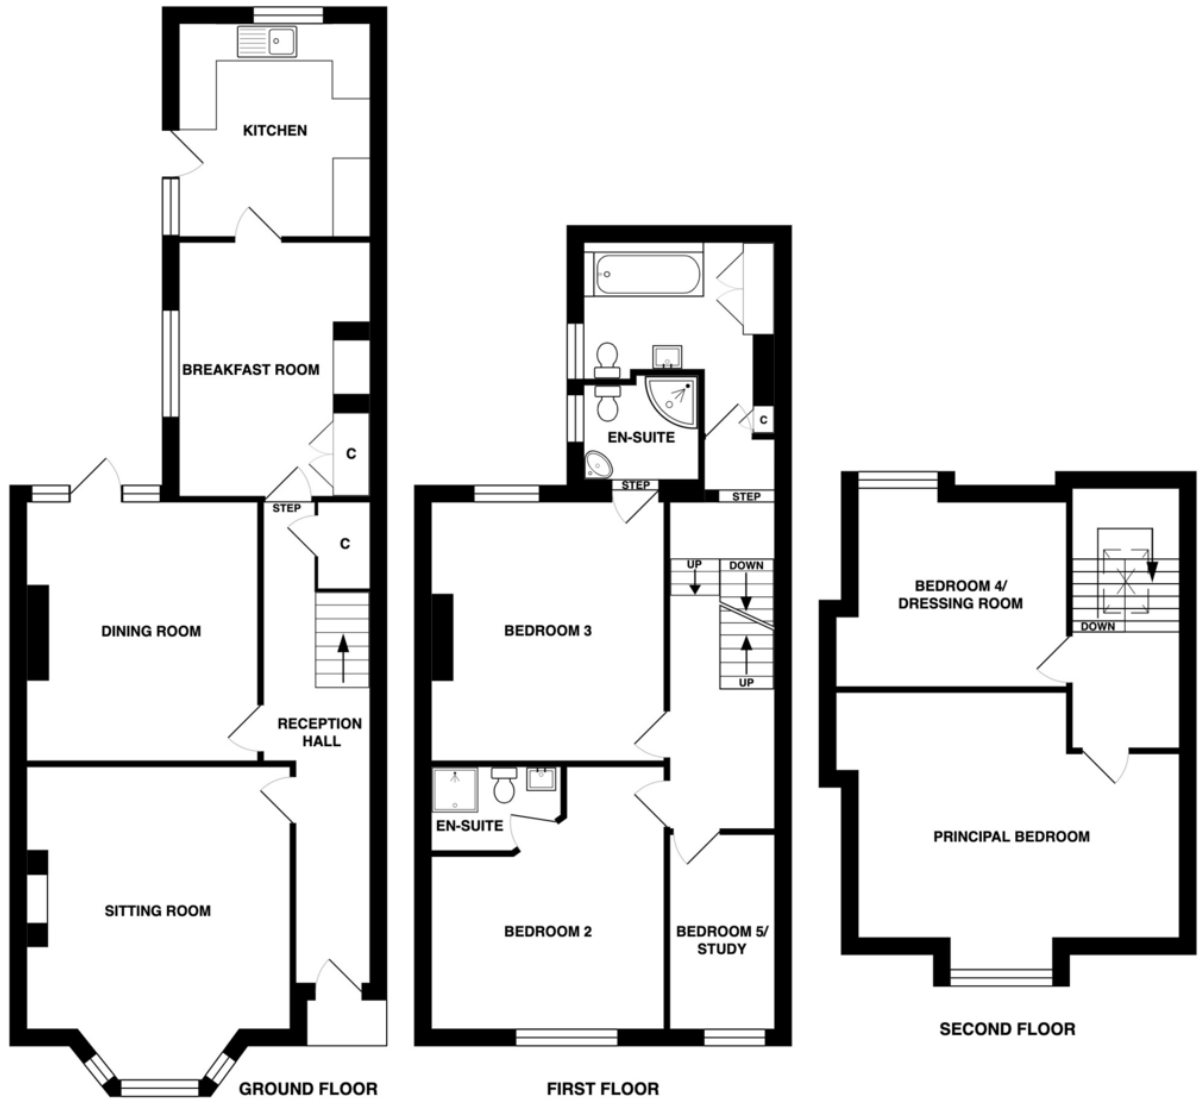 KITCHEN
BREAKFAST ROOM
C
STEP
C
DINING ROOM
RECEPTION
HALL
SITTING ROOM
GROUND FLOOR
C
EN-SUITE
STEP
STEP
UP
DOWN
BEDROOM 3
UP
EN-SUITE
BEDROOM 2
BEDROOM 5/
STUDY
FIRST FLOOR
BEDROOM 4/
DRESSING ROOM
DOWN
PRINCIPAL BEDROOM
SECOND FLOOR